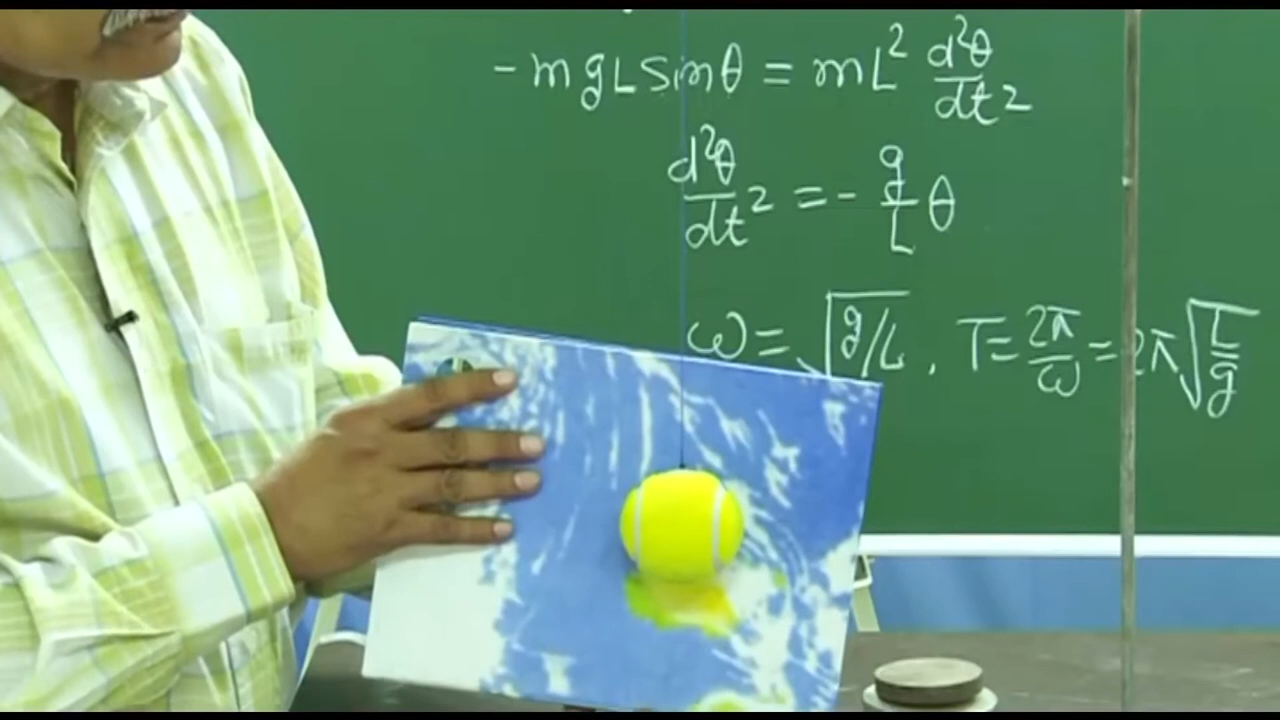 - mgL sinθ = mL² d²θ/dt²
d²θ/dt² = - g/L θ
ω = √(g/L), T = 2π/ω = 2π√(L/g)